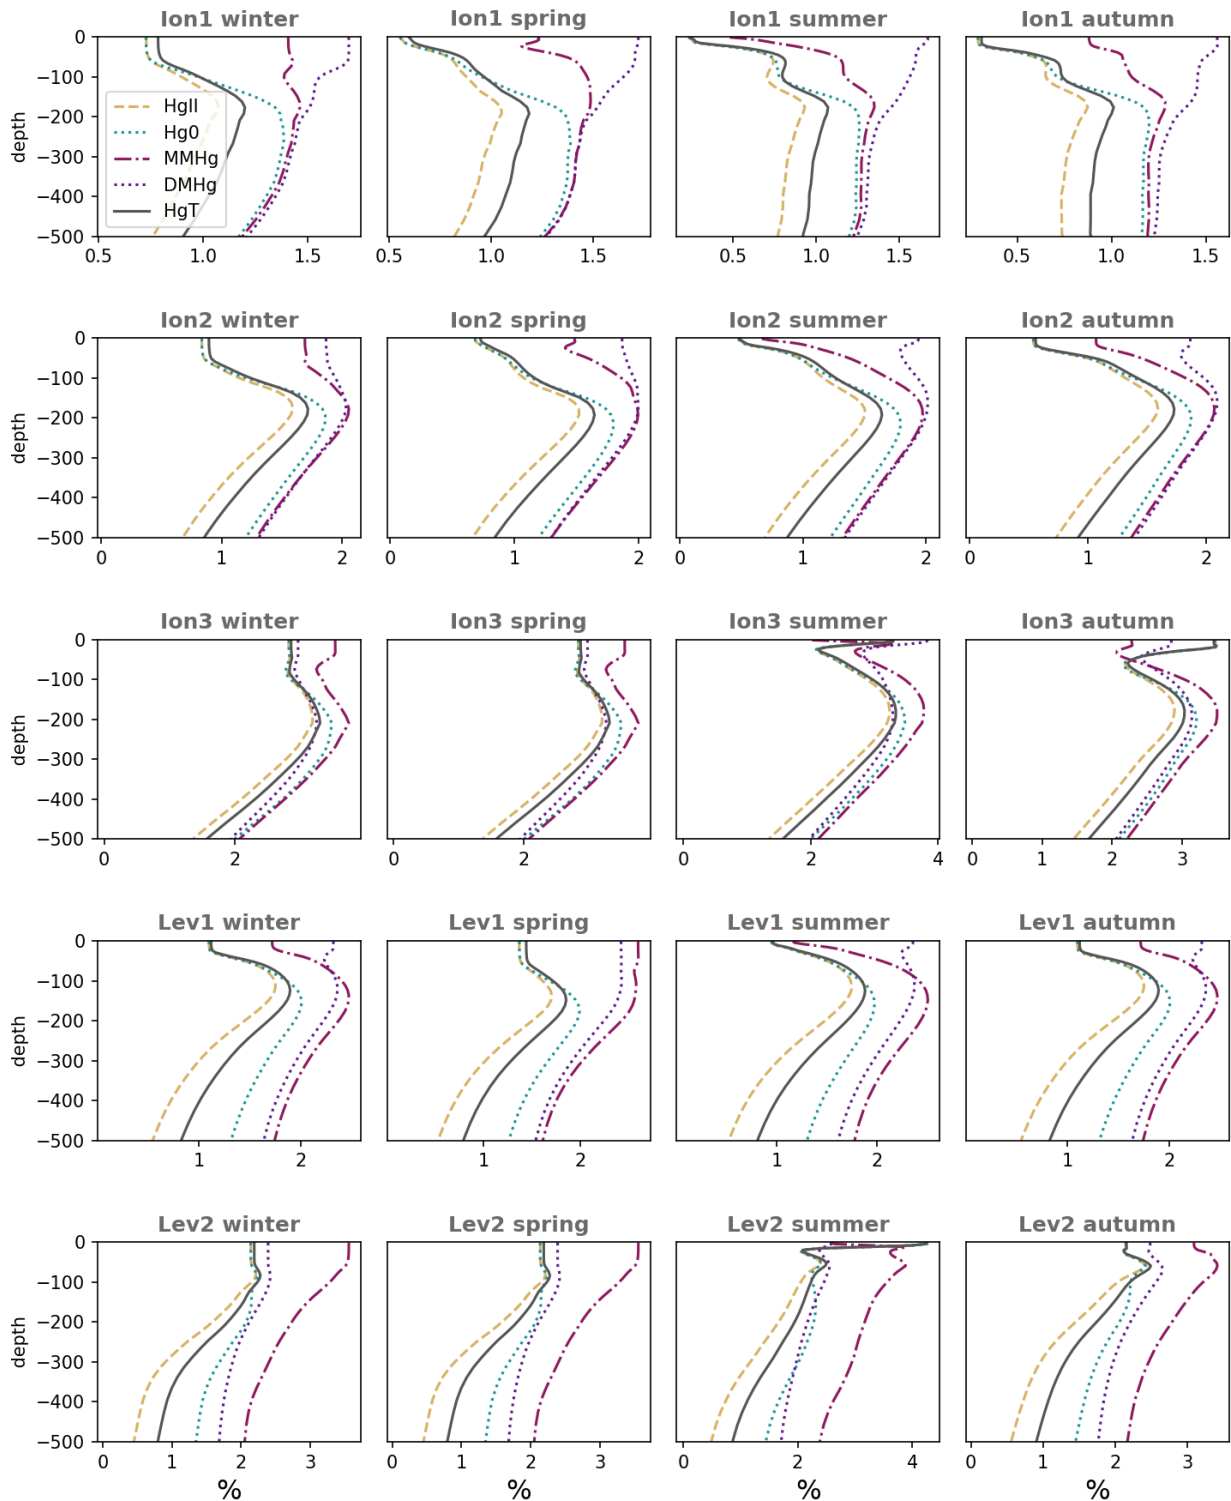 Ion1 winter Ion1 spring Ion1 summer Ion1 autumn
0
−100
−200
−300
−400
−500
depth
HgII
Hg0
MMHg
DMHg
HgT
0.5 1.0 1.5 0.5 1.0 1.5 0.5 1.0 1.5 0.5 1.0 1.5
Ion2 winter Ion2 spring Ion2 summer Ion2 autumn
0
−100
−200
−300
−400
−500
depth
0 1 2 0 1 2 0 1 2 0 1 2
Ion3 winter Ion3 spring Ion3 summer Ion3 autumn
0
−100
−200
−300
−400
−500
depth
0 2 0 2 0 2 4 0 1 2 3
Lev1 winter Lev1 spring Lev1 summer Lev1 autumn
0
−100
−200
−300
−400
−500
depth
1 2 1 2 1 2 1 2
Lev2 winter Lev2 spring Lev2 summer Lev2 autumn
0
−100
−200
−300
−400
−500
depth
0 1 2 3 0 1 2 3 0 2 4 0 1 2 3
% % % %